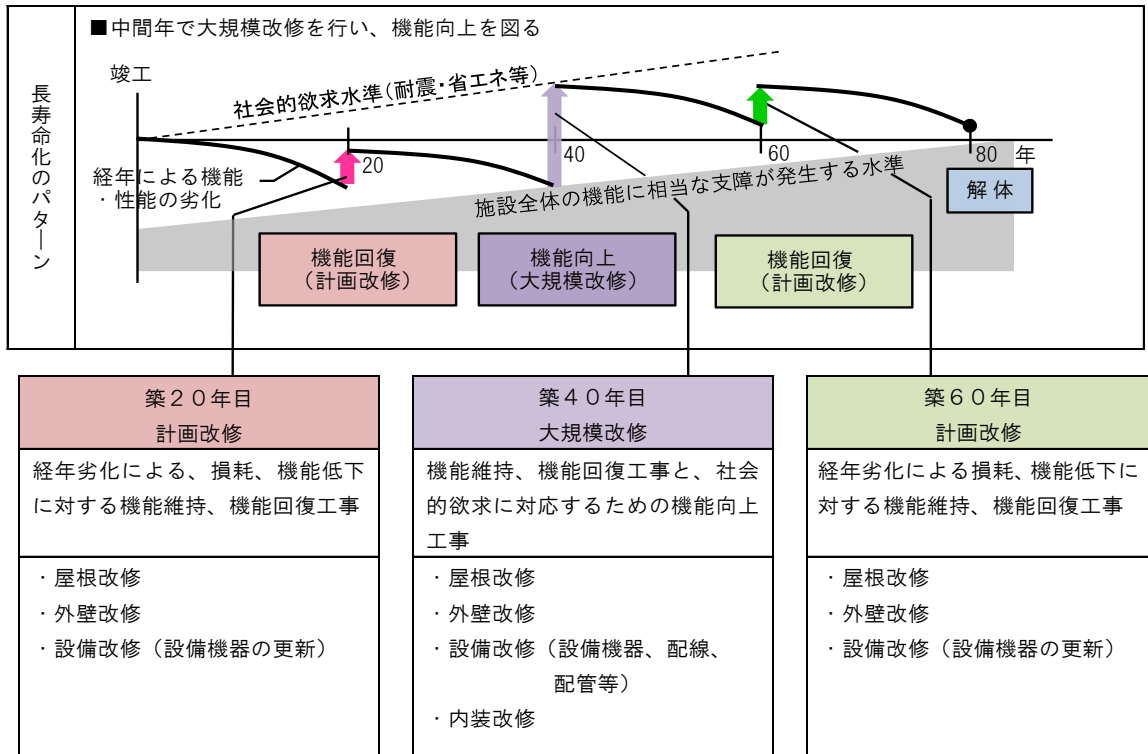 ■中間年で大規模改修を行い、機能向上を図る
長寿命化のパターン
竣工
社会的欲求水準(耐震・省エネ等)
20
40
60
80 年
経年による機能
・性能の劣化
施設全体の機能に相当な支障が発生する水準
解体
機能回復
（計画改修）
機能向上
（大規模改修）
機能回復
（計画改修）
築２０年目
計画改修
経年劣化による、損耗、機能低下
に対する機能維持、機能回復工事
・屋根改修
・外壁改修
・設備改修（設備機器の更新）
築４０年目
大規模改修
機能維持、機能回復工事と、社会
的欲求に対応するための機能向上
工事
・屋根改修
・外壁改修
・設備改修（設備機器、配線、
配管等）
・内装改修
築６０年目
計画改修
経年劣化による損耗、機能低下に
対する機能維持、機能回復工事
・屋根改修
・外壁改修
・設備改修（設備機器の更新）